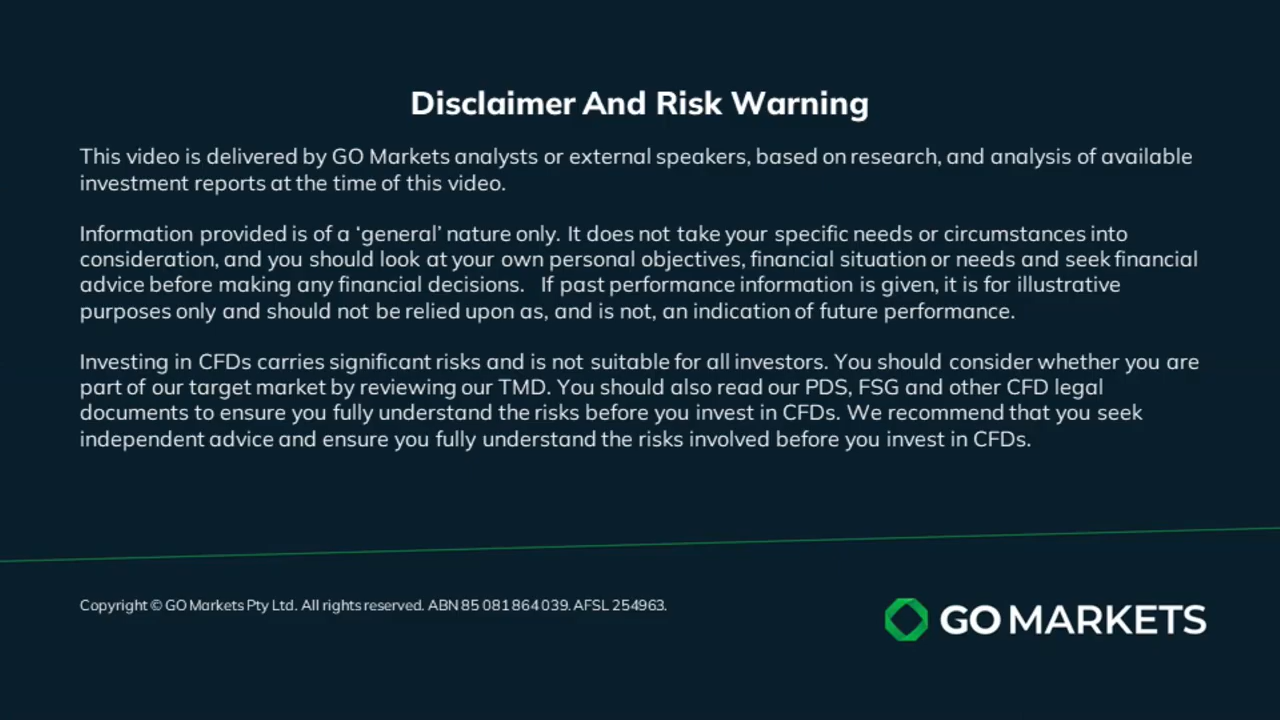 Disclaimer And Risk Warning
This video is delivered by GO Markets analysts or external speakers, based on research, and analysis of available
investment reports at the time of this video.
Information provided is of a ‘general’ nature only. It does not take your specific needs or circumstances into
consideration, and you should look at your own personal objectives, financial situation or needs and seek financial
advice before making any financial decisions. If past performance information is given, it is for illustrative
purposes only and should not be relied upon as, and is not, an indication of future performance.
Investing in CFDs carries significant risks and is not suitable for all investors. You should consider whether you are
part of our target market by reviewing our TMD. You should also read our PDS, FSG and other CFD legal
documents to ensure you fully understand the risks before you invest in CFDs. We recommend that you seek
independent advice and ensure you fully understand the risks involved before you invest in CFDs.
Copyright © GO Markets Pty Ltd. All rights reserved. ABN 85 081 864 039. AFSL 254963.
GO MARKETS